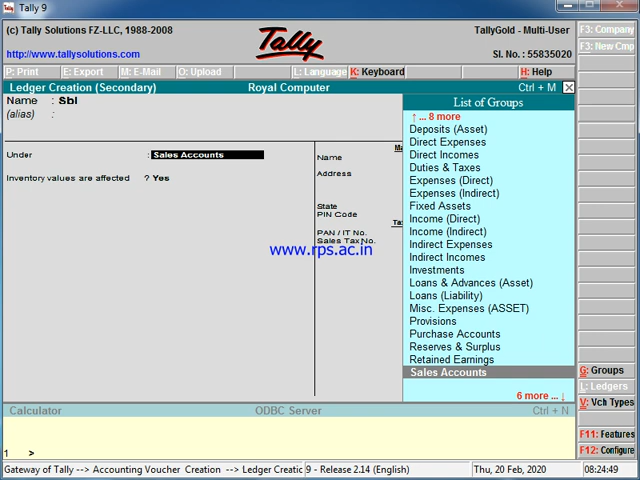 Tally 9
(c) Tally Solutions FZ-LLC, 1988-2008
http://www.tallysolutions.com
Tally
TallyGold - Multi-User
Sl. No. : 55835020
F3: Company
F3: New Cmp
P: Print E: Export M: E-Mail O: Upload L: Language K: Keyboard H: Help
Ledger Creation (Secondary) Royal Computer Ctrl + M
Name : SbI
(alias) :
Under : Sales Accounts
Inventory values are affected ? Yes
Name
Address
State
PIN Code
PAN / IT No.
Sales Tax No.
www.rps.ac.in
List of Groups
↑ ... 8 more
Deposits (Asset)
Direct Expenses
Direct Incomes
Duties & Taxes
Expenses (Direct)
Expenses (Indirect)
Fixed Assets
Income (Direct)
Income (Indirect)
Indirect Expenses
Indirect Incomes
Investments
Loans & Advances (Asset)
Loans (Liability)
Misc. Expenses (ASSET)
Provisions
Purchase Accounts
Reserves & Surplus
Retained Earnings
Sales Accounts
6 more ... ↓
G: Groups
L: Ledgers
V: Vch Types
F11: Features
F12: Configure
Calculator ODBC Server Ctrl + N
1 >
Gateway of Tally --> Accounting Voucher Creation --> Ledger Creatic 9 - Release 2.14 (English) Thu, 20 Feb, 2020 08:24:49